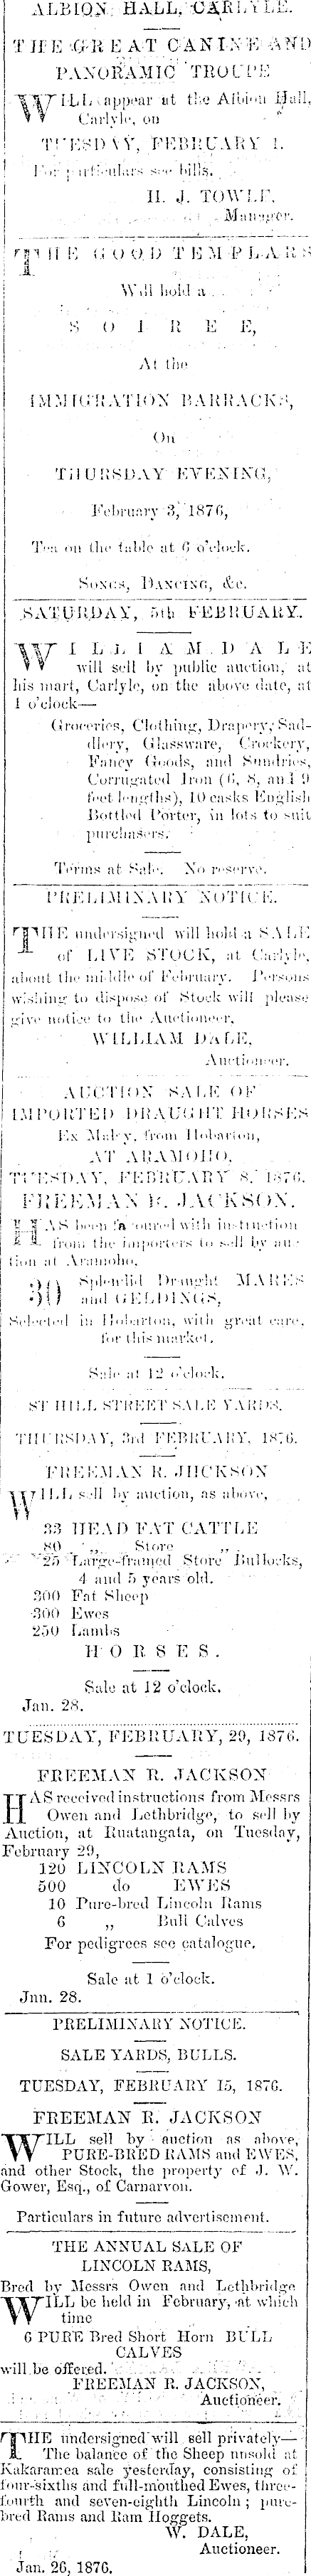 ALBION HALL, CARLYLE.
THE GREAT CANINE AND
PANORAMIC TROUPE
WILL appear at the Albion Hall,
Carlyle, on
TUESDAY, FEBRUARY 1.
For particulars see bills.
H. J. TOWLE,
Manager.
THE GOOD TEMPLARS
Will hold a
SOIREE,
At the
IMMIGRATION BARRACKS,
On
THURSDAY EVENING,
February 3, 1876,
Tea on the table at 6 o'clock.
SONGS, DANCING, &c.
SATURDAY, 5th FEBRUARY.
WILLIAM DALE
will sell by public auction, at
his mart, Carlyle, on the above date, at
1 o'clock—
Groceries, Clothing, Drapery, Sad-
dlery, Glassware, Crockery,
Fancy Goods, and Sundries,
Corrugated Iron (6, 8, and 9
feet lengths), 10 casks English
Bottled Porter, in lots to suit
purchasers.
Terms at Sale. No reserve.
PRELIMINARY NOTICE.
THE undersigned will hold a SALE
of LIVE STOCK, at Carlyle,
about the middle of February. Persons
wishing to dispose of Stock will please
give notice to the Auctioneer,
WILLIAM DALE,
Auctioneer.
AUCTION SALE OF
IMPORTED DRAUGHT HORSES
Ex Malay, from Hobarton,
AT ARAMOHO,
TUESDAY, FEBRUARY 8, 1876.
FREEMAN R. JACKSON.
HAS been favoured with instruction
from the importers to sell by auc-
tion at Aramoho,
30 Splendid Draught MARES
and GELDINGS,
Selected in Hobarton, with great care,
for this market.
Sale at 12 o'clock.
ST HILL STREET SALE YARDS.
THURSDAY, 3rd FEBRUARY, 1876.
FREEMAN R. JHCKSON
WILL sell by auction, as above,
33 HEAD FAT CATTLE
80 „ Store „
25 Large-framed Store Bullocks,
4 and 5 years old.
300 Fat Sheep
300 Ewes
250 Lambs
HORSES.
Sale at 12 o'clock.
Jan. 28.
TUESDAY, FEBRUARY, 29, 1876.
FREEMAN R. JACKSON
HAS received instructions from Messrs
Owen and Lethbridge, to sell by
Auction, at Ruatangata, on Tuesday,
February 29,
120 LINCOLN RAMS
500 do EWES
10 Pure-bred Lincoln Rams
6 „ Bull Calves
For pedigrees see catalogue.
Sale at 1 o'clock.
Jnn. 28.
PRELIMINARY NOTICE.
SALE YARDS, BULLS.
TUESDAY, FEBRUARY 15, 1876.
FREEMAN R. JACKSON
WILL sell by auction as above,
PURE-BRED RAMS and EWES,
and other Stock, the property of J. W.
Gower, Esq., of Carnarvon.
Particulars in future advertisement.
THE ANNUAL SALE OF
LINCOLN RAMS,
Bred by Messrs Owen and Lethbridge
WILL be held in February, at which
time
6 PURE Bred Short Horn BULL
CALVES
will be offered.
FREEMAN R. JACKSON,
Auctioneer.
THE undersigned will sell privately—
The balance of the Sheep unsold at
Kakaramea sale yesterday, consisting of
four-sixths and full-mouthed Ewes, three-
fourth and seven-eighth Lincoln; pure-
bred Rams and Ram Hoggets.
W. DALE,
Auctioneer.
Jan. 26, 1876.